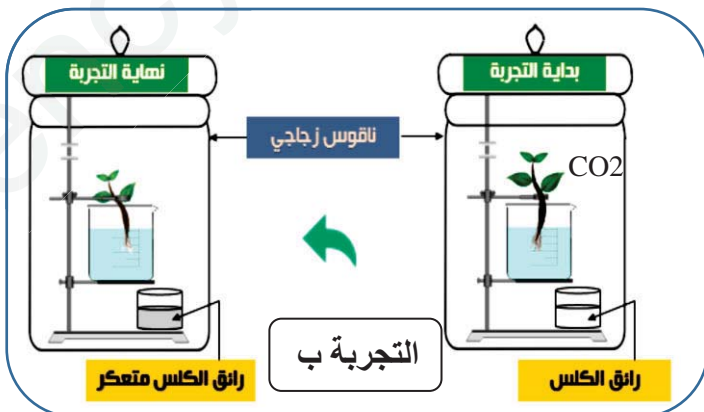 بداية التجربة
نهاية التجربة
ناقوس زجاجي
CO2
التجربة ب
رائق الكلس
رائق الكلس متعكر